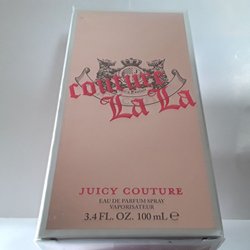 couture
La La
JUICY COUTURE
EAU DE PARFUM SPRAY
VAPORISATEUR
3.4 FL. OZ. 100 mL ℮